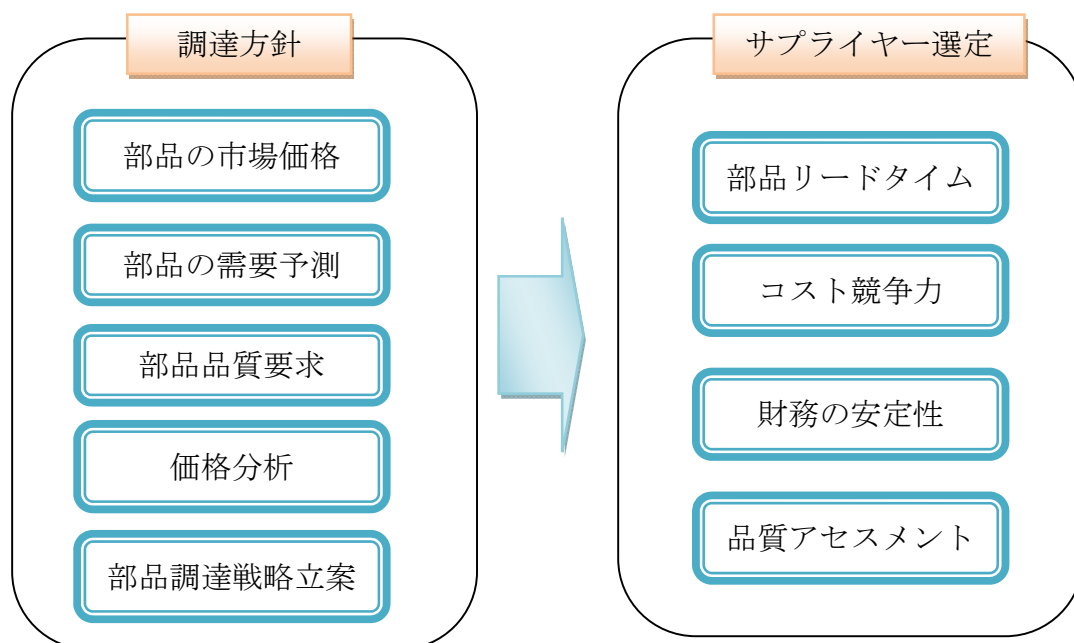 調達方針
部品の市場価格
部品の需要予測
部品品質要求
価格分析
部品調達戦略立案
サプライヤー選定
部品リードタイム
コスト競争力
財務の安定性
品質アセスメント